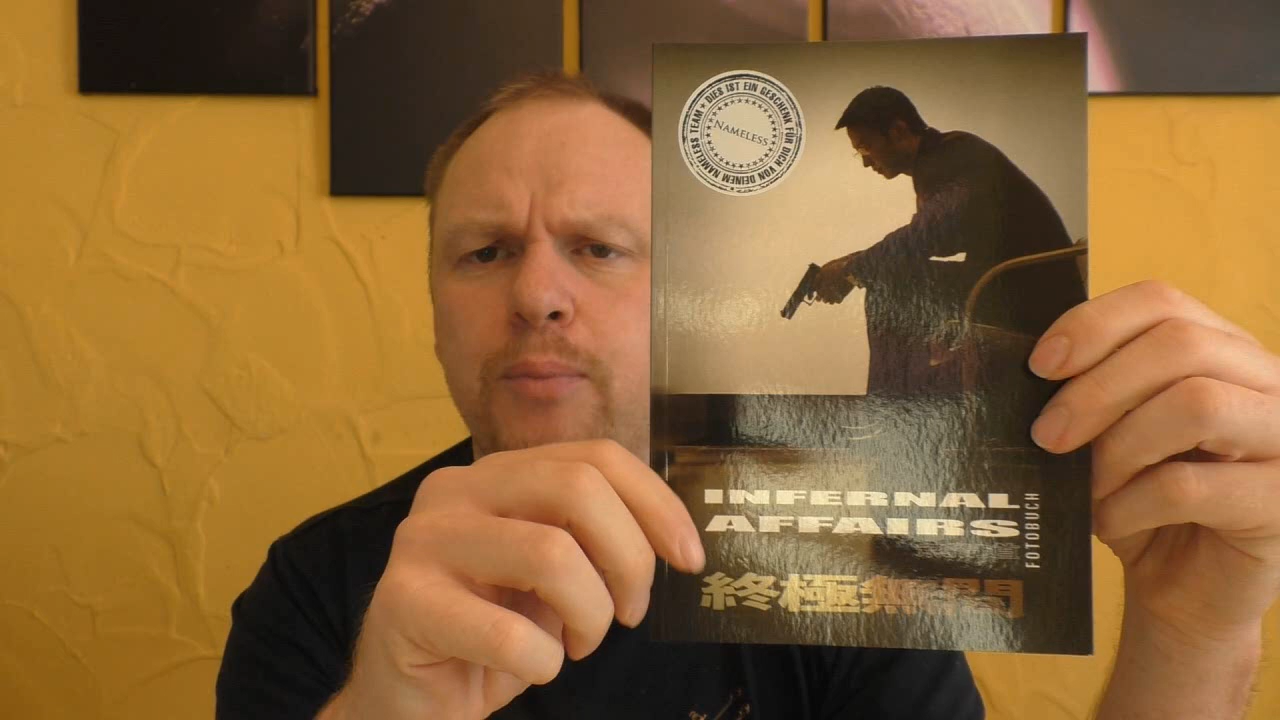 DIES IST EIN GESCHENK FÜR DICH VON DEINEM NAMELESS TEAM
NAMELESS
INFERNAL
AFFAIRS
FOTOBUCH
終極無間